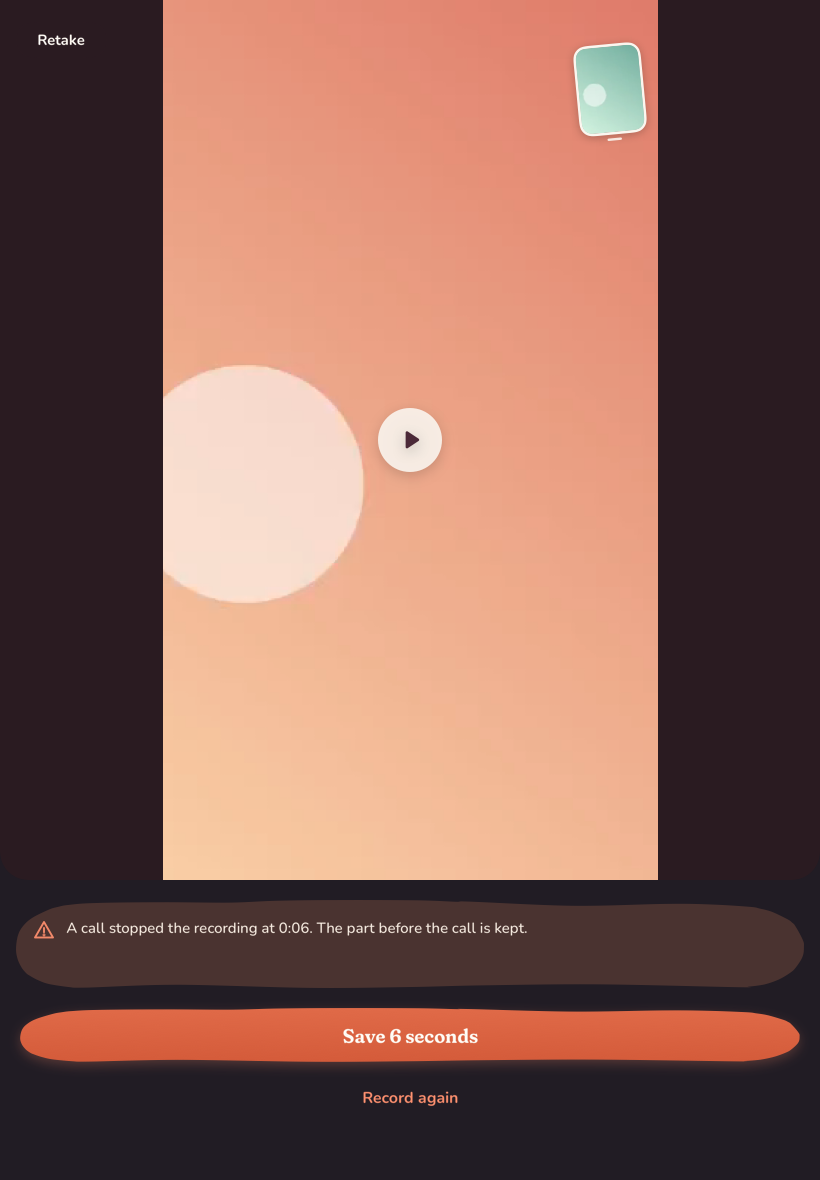 Retake
A call stopped the recording at 0:06. The part before the call is kept.
Save 6 seconds
Record again